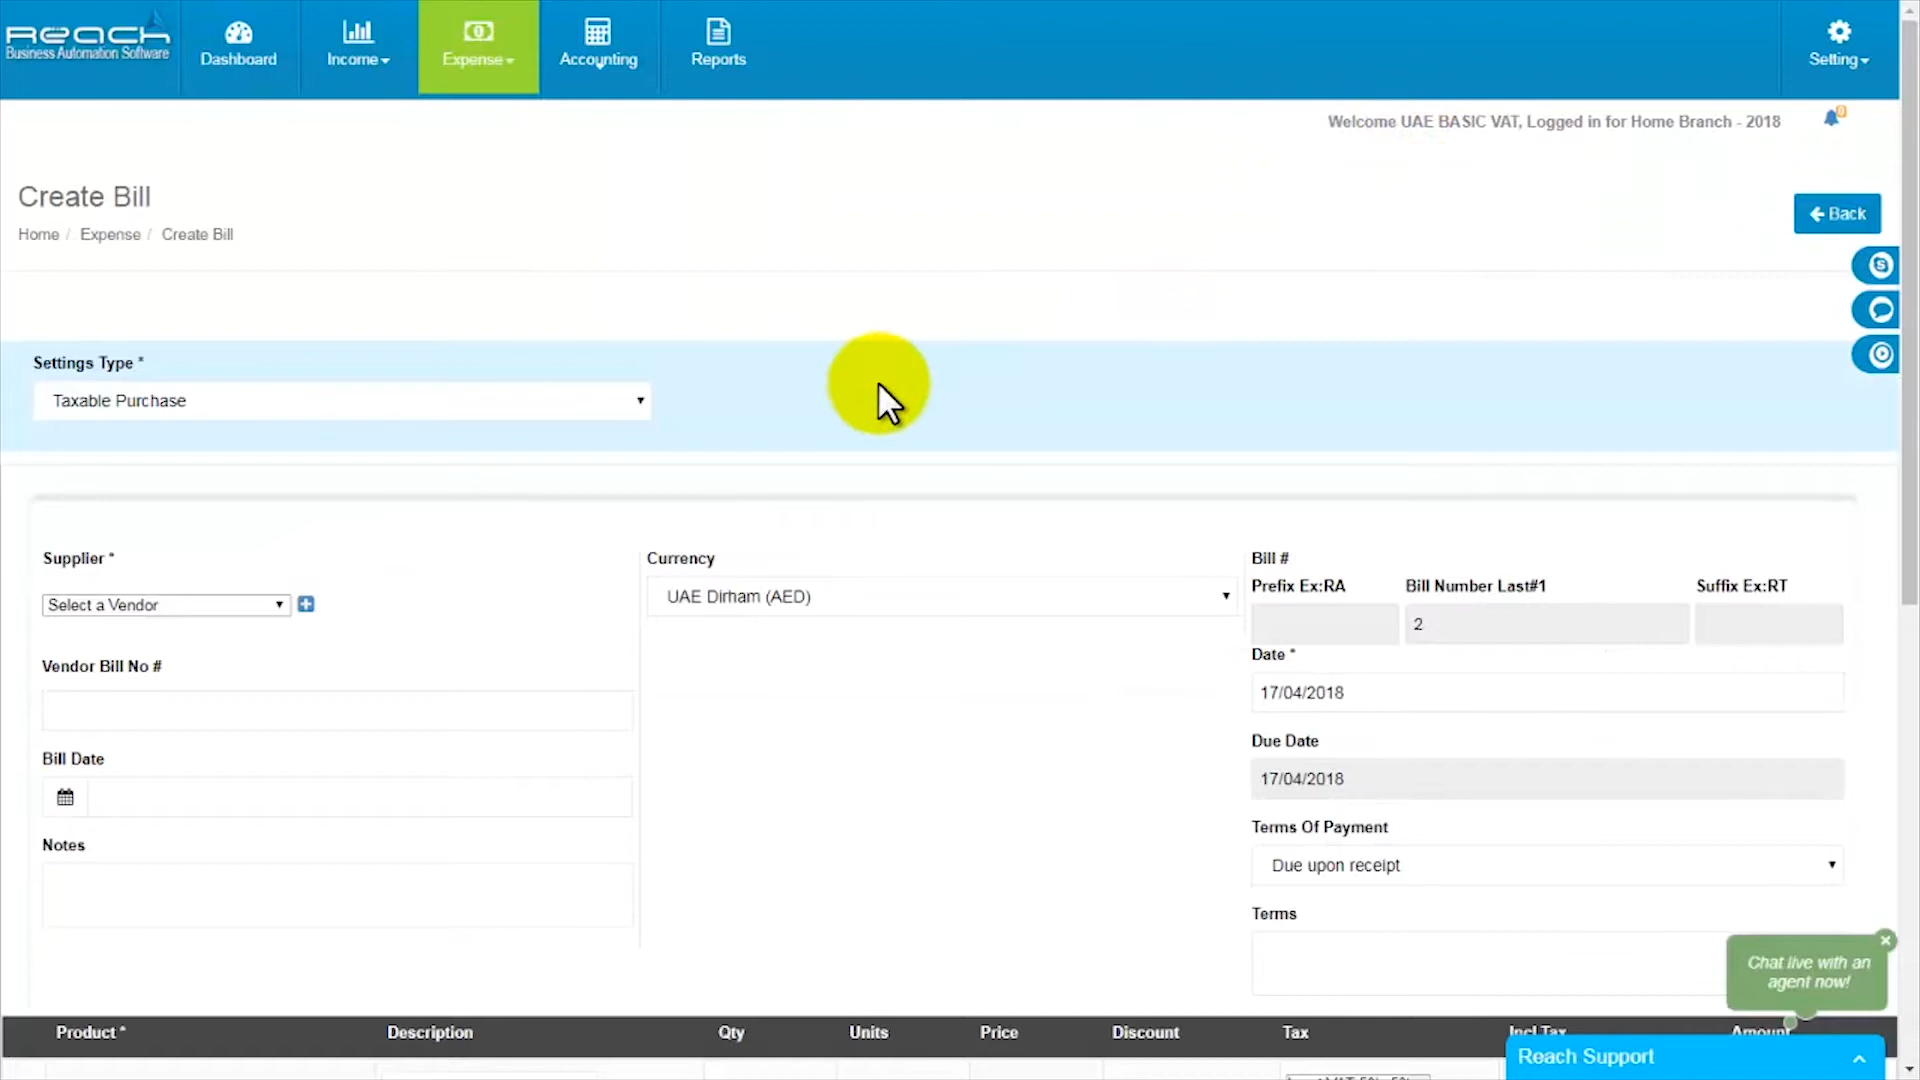 Reach
Business Automation Software
Dashboard
Income
Expense
Accounting
Reports
Setting
Welcome UAE BASIC VAT, Logged in for Home Branch - 2018
0
Create Bill
Back
Home / Expense / Create Bill
Settings Type *
Taxable Purchase
Supplier *
Currency
Bill #
Prefix Ex:RA
Bill Number Last#1
Suffix Ex:RT
Select a Vendor
UAE Dirham (AED)
2
Vendor Bill No #
Date *
17/04/2018
Bill Date
Due Date
17/04/2018
Notes
Terms Of Payment
Due upon receipt
Terms
Chat live with an
agent now!
Product *
Description
Qty
Units
Price
Discount
Tax
Incl.Tax
Amount
Reach Support